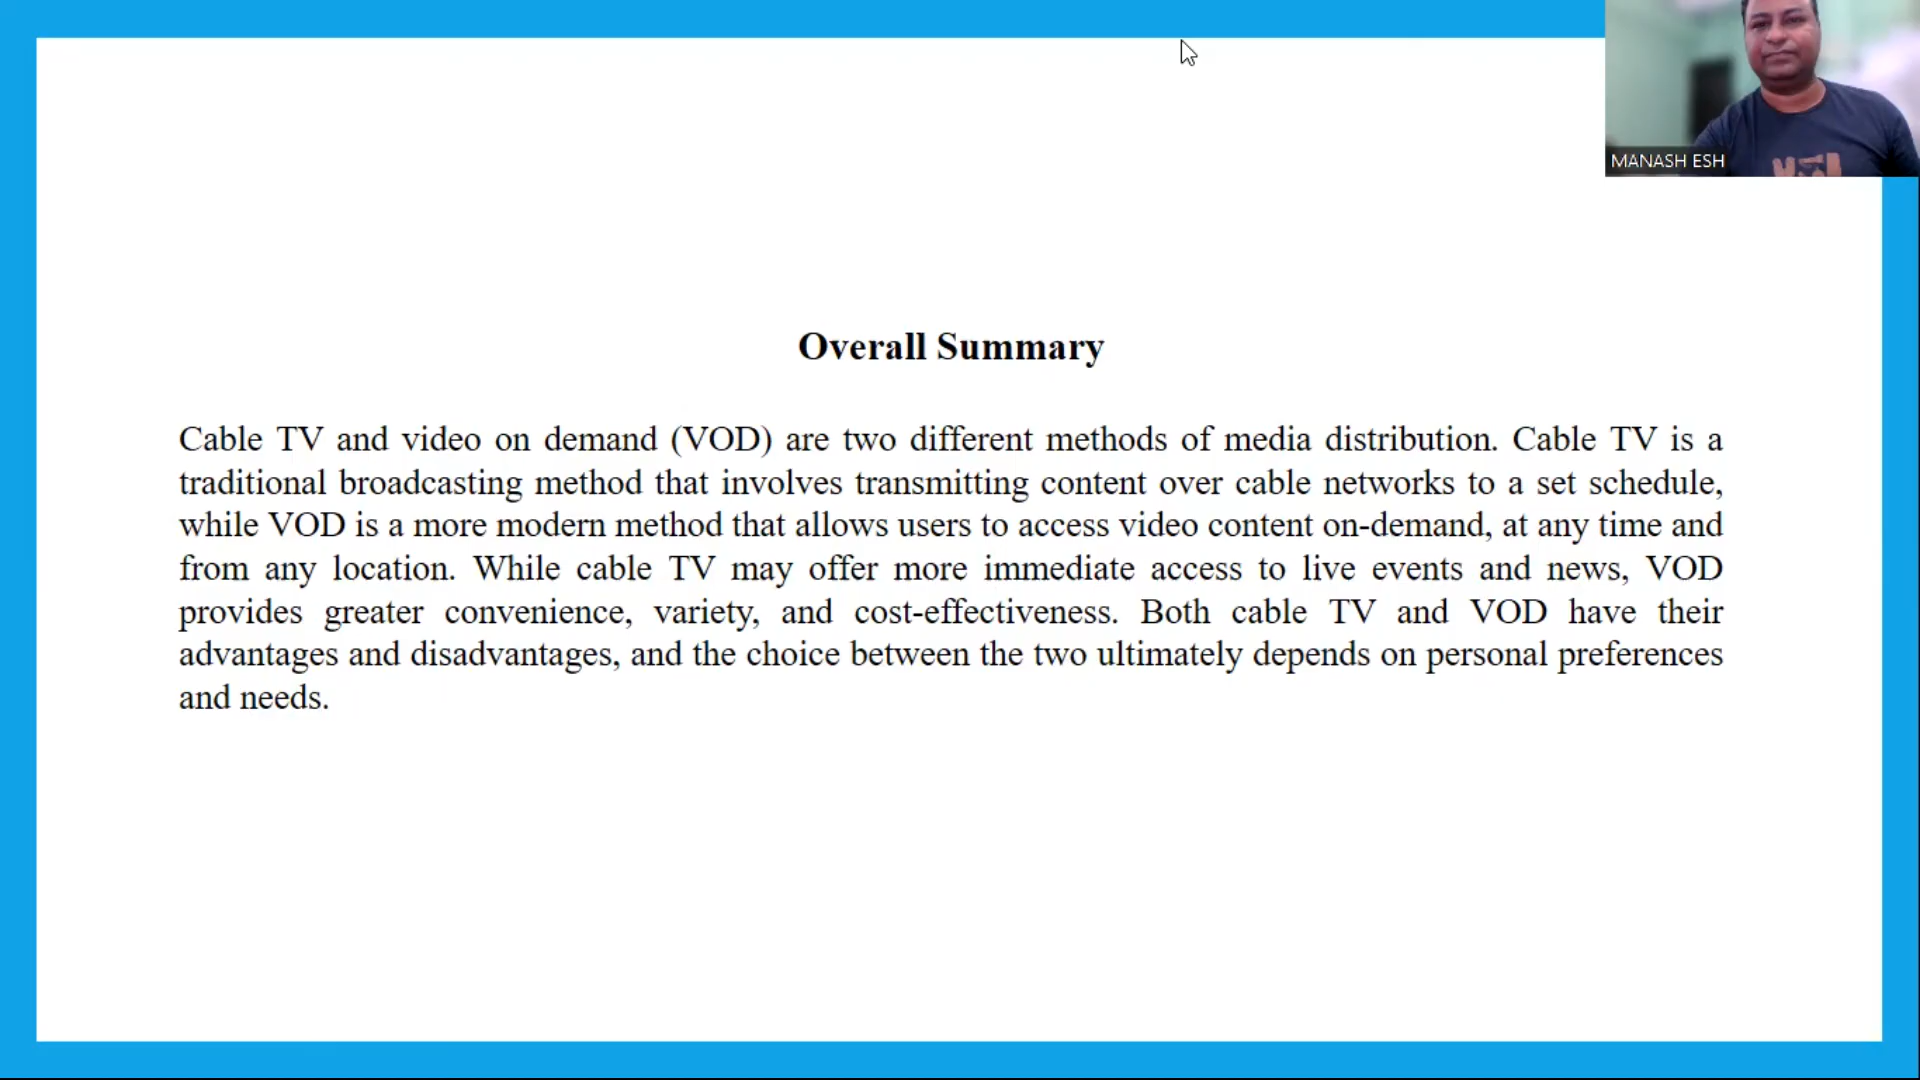 MANASH ESH
Overall Summary
Cable TV and video on demand (VOD) are two different methods of media distribution. Cable TV is a
traditional broadcasting method that involves transmitting content over cable networks to a set schedule,
while VOD is a more modern method that allows users to access video content on-demand, at any time and
from any location. While cable TV may offer more immediate access to live events and news, VOD
provides greater convenience, variety, and cost-effectiveness. Both cable TV and VOD have their
advantages and disadvantages, and the choice between the two ultimately depends on personal preferences
and needs.